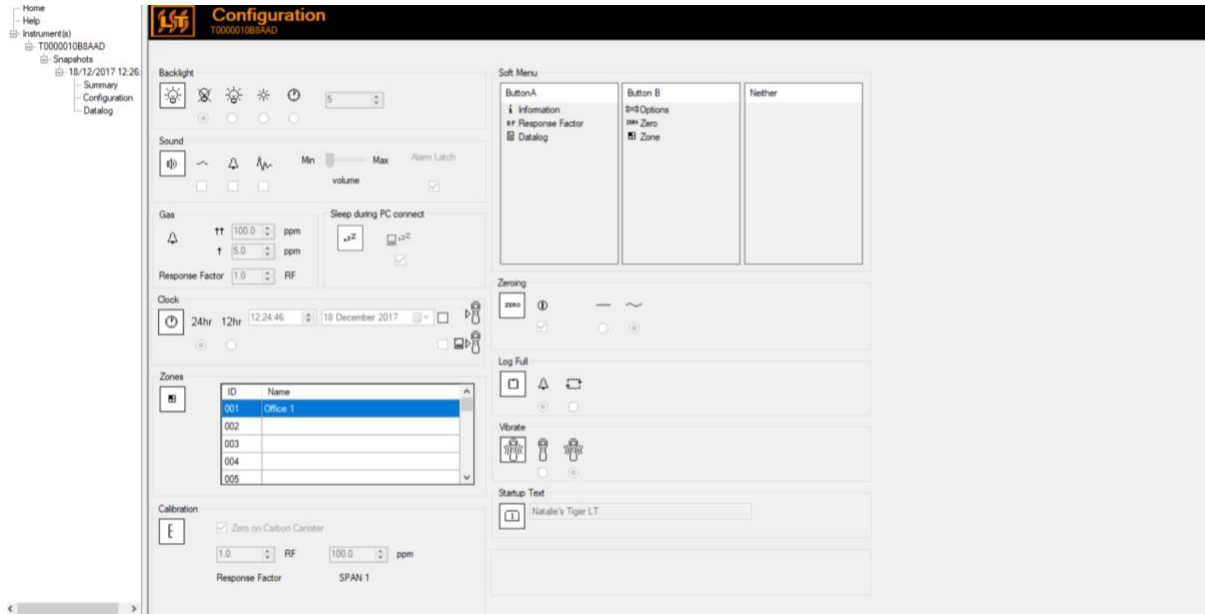 Home
Help
Instrument(s)
T0000010B8AAD
Snapshots
18/12/2017 12:26:
Summary
Configuration
Datalog
Configuration
T0000010B8AAD
Backlight
5
Sound
Min
Max
volume
Alarm Latch
Gas
100.0 ppm
5.0 ppm
Response Factor 1.0 RF
Sleep during PC connect
Clock
24hr 12hr 12:24:46 18 December 2017
Zones
ID Name
001 Office 1
002
003
004
005
Calibration
Zero on Carbon Canister
1.0 RF 100.0 ppm
Response Factor SPAN 1
Soft Menu
ButtonA Button B Neither
i Information Options
RF Response Factor ZERO Zero
Datalog Zone
Zeroing
ZERO
Log Full
Vibrate
Startup Text
Natalie's Tiger LT